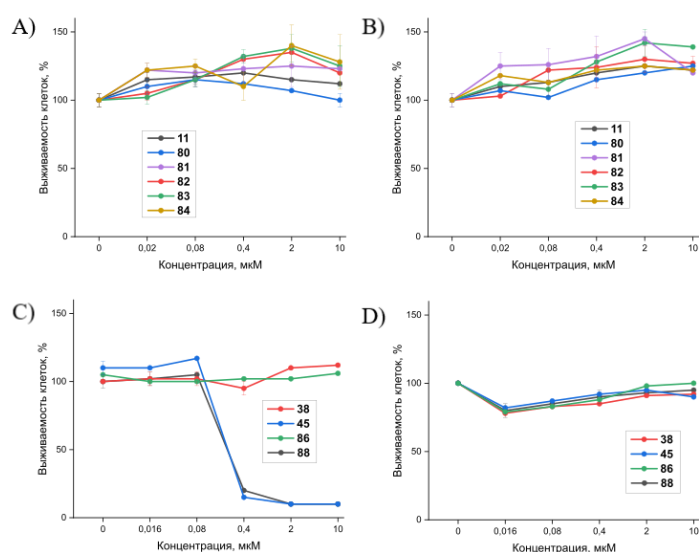 A)
Выживаемость клеток, %
150
100
50
0
11
80
81
82
83
84
0 0,02 0,08 0,4 2 10
Концентрация, мкМ
B)
Выживаемость клеток, %
150
100
50
0
11
80
81
82
83
84
0 0,02 0,08 0,4 2 10
Концентрация, мкМ
C)
Выживаемость клеток, %
150
100
50
0
38
45
86
88
0 0,016 0,08 0,4 2 10
Концентрация, мкМ
D)
Выживаемость клеток, %
150
100
50
0
38
45
86
88
0 0,016 0,08 0,4 2 10
Концентрация, мкМ